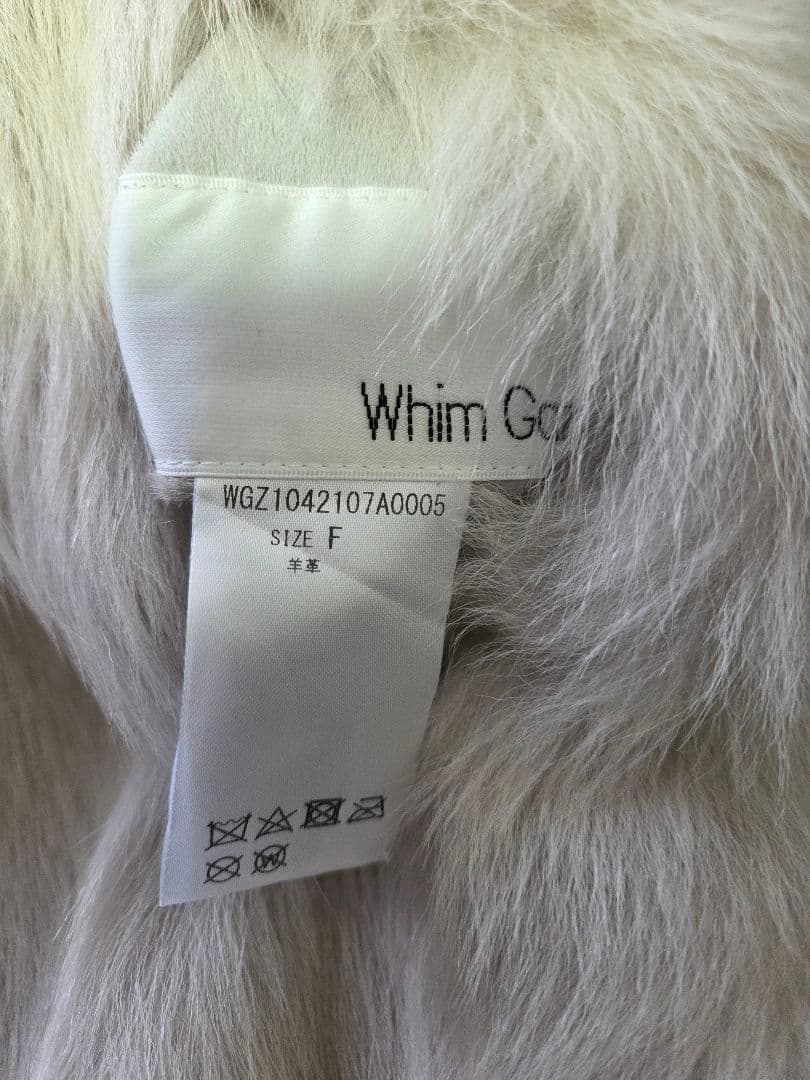 Whim Ga
WGZ1042107A0005
SIZE F
羊革
W